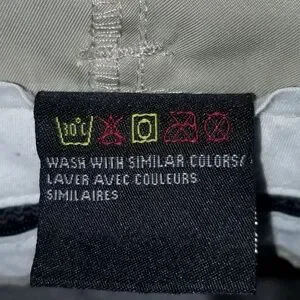 30°C
WASH WITH SIMILAR COLORS/
LAVER AVEC COULEURS
SIMILAIRES